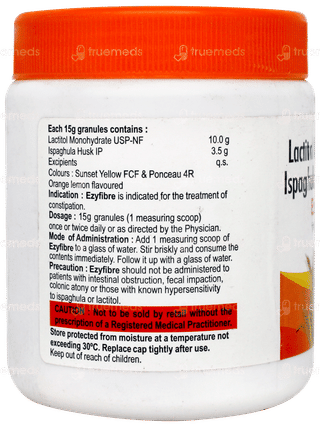 truemeds
truemeds
Each 15g granules contains :
Lactitol Monohydrate USP-NF 10.0 g
Ispaghula Husk IP 3.5 g
Excipients q.s.
Colours : Sunset Yellow FCF & Ponceau 4R
Orange lemon flavoured
Indication : Ezyfibre is indicated for the treatment of
constipation.
Dosage : 15g granules (1 measuring scoop)
once or twice daily or as directed by the Physician.
Mode of Administration : Add 1 measuring scoop of
Ezyfibre to a glass of water. Stir briskly and consume the
contents immediately. Follow it up with a glass of water.
Precaution : Ezyfibre should not be administered to
patients with intestinal obstruction, fecal impaction,
colonic atony or those with known hypersensitivity
to ispaghula or lactitol.
CAUTION : Not to be sold by retail without the
prescription of a Registered Medical Practitioner.
Store protected from moisture at a temperature not
exceeding 30ºC. Replace cap tightly after use.
Keep out of reach of children.
Lactitol
Ispaghul